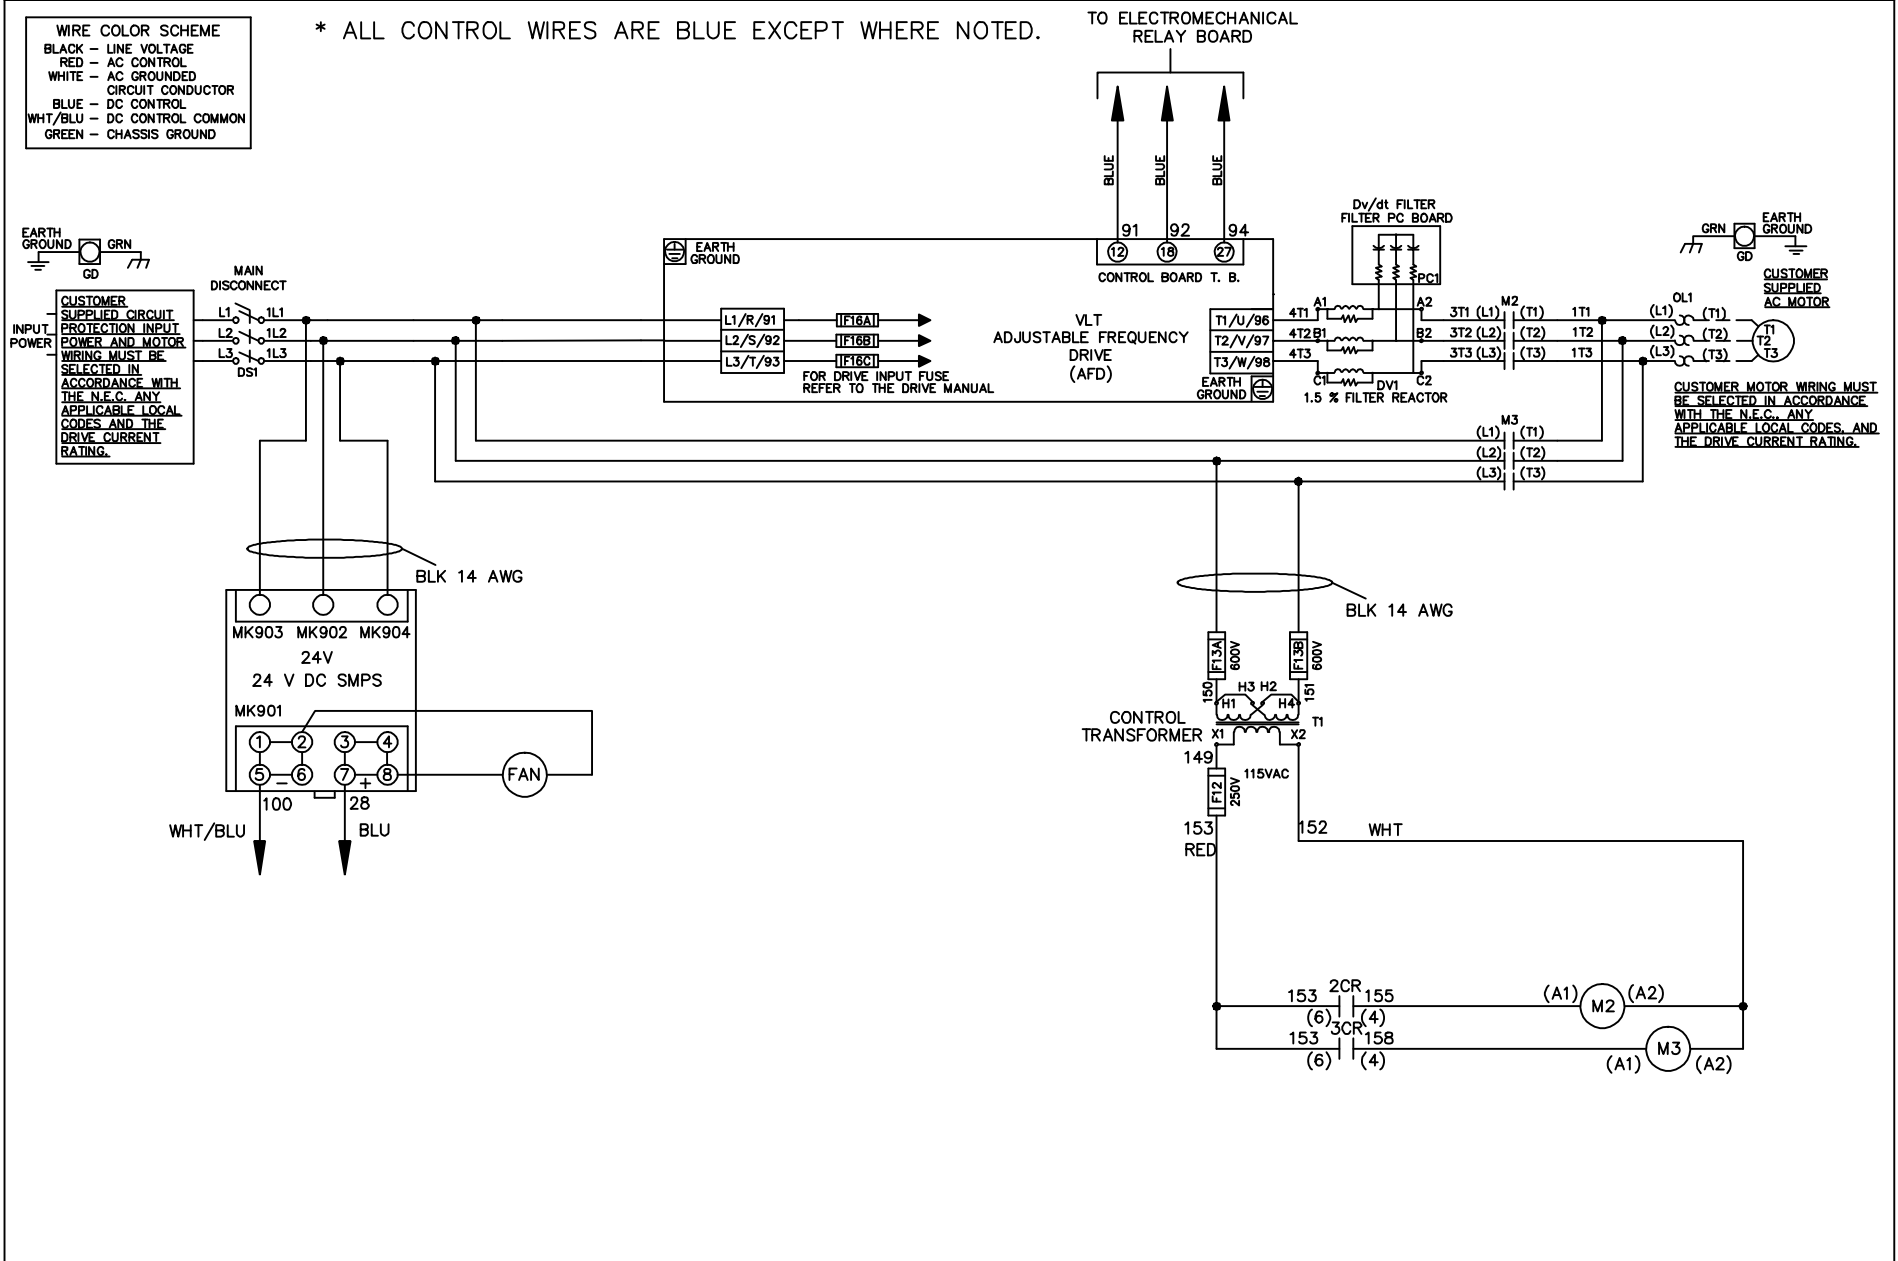 WIRE COLOR SCHEME
BLACK – LINE VOLTAGE
RED – AC CONTROL
WHITE – AC GROUNDED
CIRCUIT CONDUCTOR
BLUE – DC CONTROL
WHT/BLU – DC CONTROL COMMON
GREEN – CHASSIS GROUND
* ALL CONTROL WIRES ARE BLUE EXCEPT WHERE NOTED.
TO ELECTROMECHANICAL
RELAY BOARD
BLUE
BLUE
BLUE
91
92
94
12
18
27
CONTROL BOARD T. B.
EARTH
GROUND
GRN
GD
INPUT
POWER
CUSTOMER
SUPPLIED CIRCUIT
PROTECTION INPUT
POWER AND MOTOR
WIRING MUST BE
SELECTED IN
ACCORDANCE WITH
THE N.E.C. ANY
APPLICABLE LOCAL
CODES AND THE
DRIVE CURRENT
RATING.
MAIN
DISCONNECT
L1
1L1
L2
1L2
L3
1L3
DS1
EARTH
GROUND
L1/R/91
L2/S/92
L3/T/93
F16A
F16B
F16C
FOR DRIVE INPUT FUSE
REFER TO THE DRIVE MANUAL
VLT
ADJUSTABLE FREQUENCY
DRIVE
(AFD)
T1/U/96
T2/V/97
T3/W/98
EARTH
GROUND
Dv/dt FILTER
FILTER PC BOARD
PC1
4T1
A1
A2
4T2
B1
B2
4T3
C1
C2
DV1
1.5 % FILTER REACTOR
M2
3T1 (L1) (T1) 1T1
3T2 (L2) (T2) 1T2
3T3 (L3) (T3) 1T3
M3
(L1) (T1)
(L2) (T2)
(L3) (T3)
GRN
GD
EARTH
GROUND
CUSTOMER
SUPPLIED
AC MOTOR
OL1
(L1) (T1)
(L2) (T2)
(L3) (T3)
T1
T2
T3
CUSTOMER MOTOR WIRING MUST
BE SELECTED IN ACCORDANCE
WITH THE N.E.C., ANY
APPLICABLE LOCAL CODES, AND
THE DRIVE CURRENT RATING.
BLK 14 AWG
MK903 MK902 MK904
24V
24 V DC SMPS
MK901
1 2 3 4
5 – 6 7 + 8
FAN
100
28
WHT/BLU
BLU
BLK 14 AWG
F13A
600V
F13B
600V
150
151
H3 H2
H1
H4
T1
CONTROL
TRANSFORMER
X1
X2
149
115VAC
F12
250V
153
RED
152
WHT
2CR
153
155
(6)
(4)
(A1)
M2
(A2)
3CR
153
158
(6)
(4)
(A1)
M3
(A2)